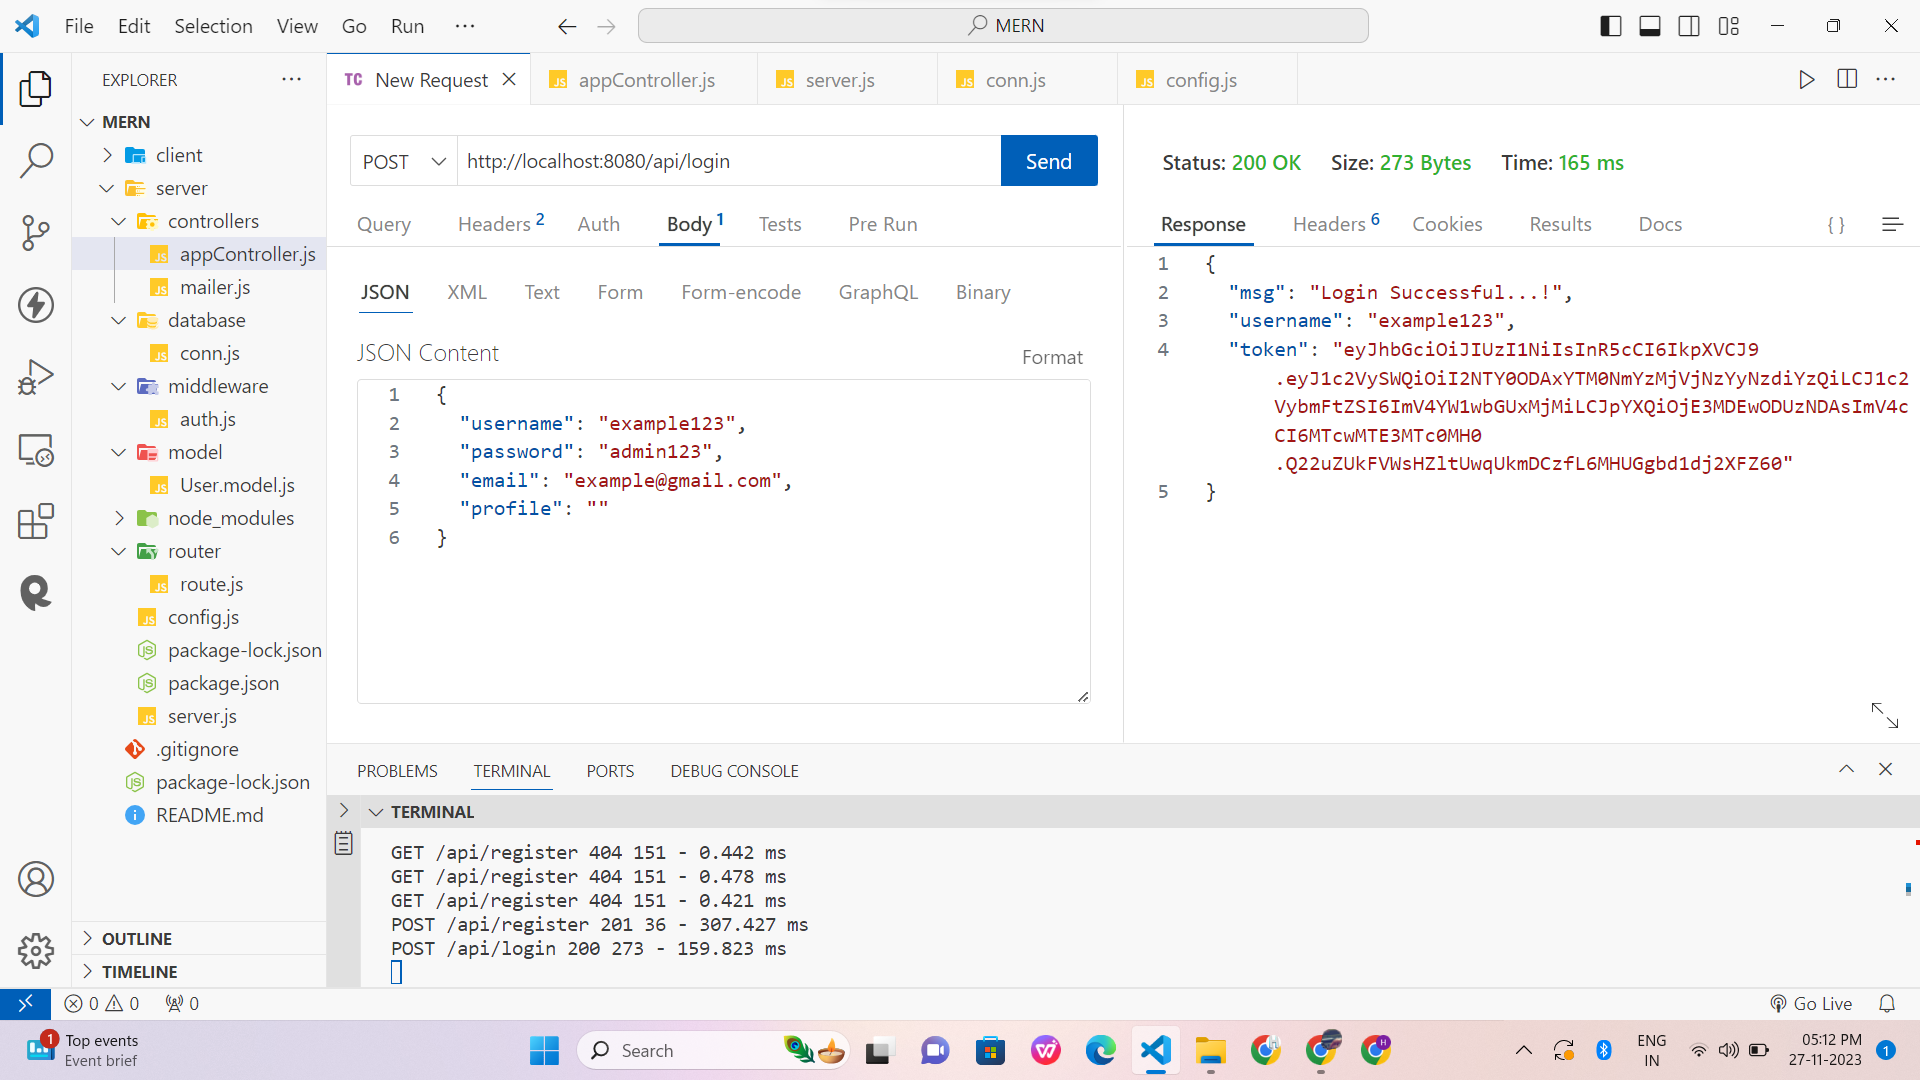 File Edit Selection View Go Run ···
MERN
EXPLORER ···
MERN
client
server
controllers
appController.js
mailer.js
database
conn.js
middleware
auth.js
model
User.model.js
node_modules
router
route.js
config.js
package-lock.json
package.json
server.js
.gitignore
package-lock.json
README.md
OUTLINE
TIMELINE
TC New Request
JS appController.js
JS server.js
JS conn.js
JS config.js
POST http://localhost:8080/api/login Send
Query Headers 2 Auth Body 1 Tests Pre Run
JSON XML Text Form Form-encode GraphQL Binary
JSON Content Format
1 {
2 "username": "example123",
3 "password": "admin123",
4 "email": "example@gmail.com",
5 "profile": ""
6 }
Status: 200 OK Size: 273 Bytes Time: 165 ms
Response Headers 6 Cookies Results Docs { }
1 {
2 "msg": "Login Successful...!",
3 "username": "example123",
4 "token": "eyJhbGciOiJIUzI1NiIsInR5cCI6IkpXVCJ9
.eyJ1c2VySWQiOiI2NTY0ODAxYTM0NmYzMjVjNzYyNzdiYzQiLCJ1c2
VybmFtZSI6ImV4YW1wbGUxMjMiLCJpYXQiOjE3MDEwODUzNDAsImV4c
CI6MTcwMTE3MTc0MH0
.Q22uZUkFVWsHZltUwqUkmDCzfL6MHUGgbd1dj2XFZ60"
5 }
PROBLEMS TERMINAL PORTS DEBUG CONSOLE
TERMINAL
GET /api/register 404 151 - 0.442 ms
GET /api/register 404 151 - 0.478 ms
GET /api/register 404 151 - 0.421 ms
POST /api/register 201 36 - 307.427 ms
POST /api/login 200 273 - 159.823 ms
0 0 0
Go Live
1 Top events
Event brief
Search
ENG
IN
05:12 PM
27-11-2023
1